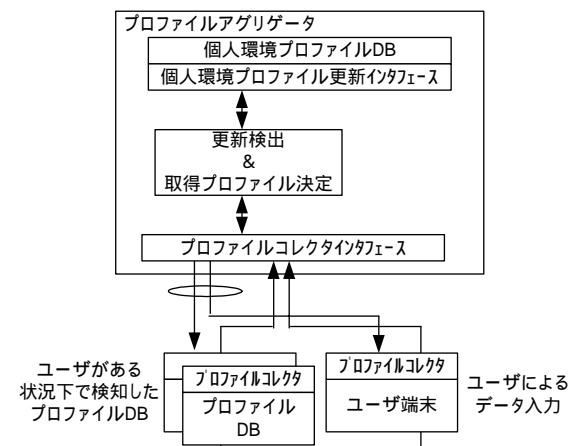 プロファイルアグリゲータ
個人環境プロファイルDB
個人環境プロファイル更新ｲﾝﾀﾌｪｰｽ
更新検出
&
取得プロファイル決定
プロファイルコレクタｲﾝﾀﾌｪｰｽ
ユーザがある
状況下で検知した
プロファイルDB
ﾌﾟﾛﾌｧｲﾙｺﾚｸﾀ
プロファイル
DB
ﾌﾟﾛﾌｧｲﾙｺﾚｸﾀ
ユーザ端末
ユーザによる
データ入力